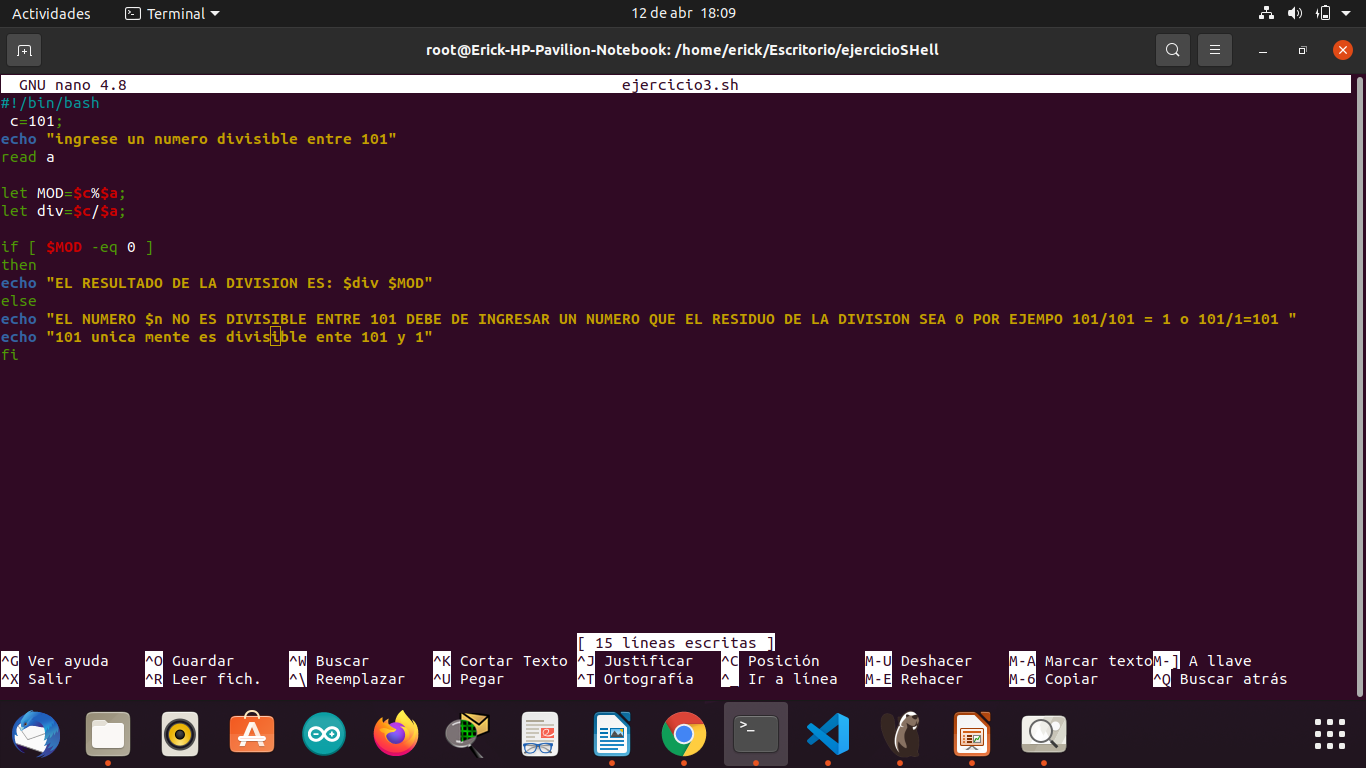 Actividades Terminal 12 de abr 18:09
root@Erick-HP-Pavilion-Notebook: /home/erick/Escritorio/ejercicioSHell
GNU nano 4.8 ejercicio3.sh
#!/bin/bash
 c=101;
echo "ingrese un numero divisible entre 101"
read a
let MOD=$c%$a;
let div=$c/$a;
if [ $MOD -eq 0 ]
then
echo "EL RESULTADO DE LA DIVISION ES: $div $MOD"
else
echo "EL NUMERO $n NO ES DIVISIBLE ENTRE 101 DEBE DE INGRESAR UN NUMERO QUE EL RESIDUO DE LA DIVISION SEA 0 POR EJEMPO 101/101 = 1 o 101/1=101 "
echo "101 unica mente es divisible ente 101 y 1"
fi
[ 15 líneas escritas ]
^G Ver ayuda ^O Guardar ^W Buscar ^K Cortar Texto ^J Justificar ^C Posición M-U Deshacer M-A Marcar texto M-] A llave
^X Salir ^R Leer fich. ^\ Reemplazar ^U Pegar ^T Ortografía ^_ Ir a línea M-E Rehacer M-6 Copiar ^Q Buscar atrás
>_